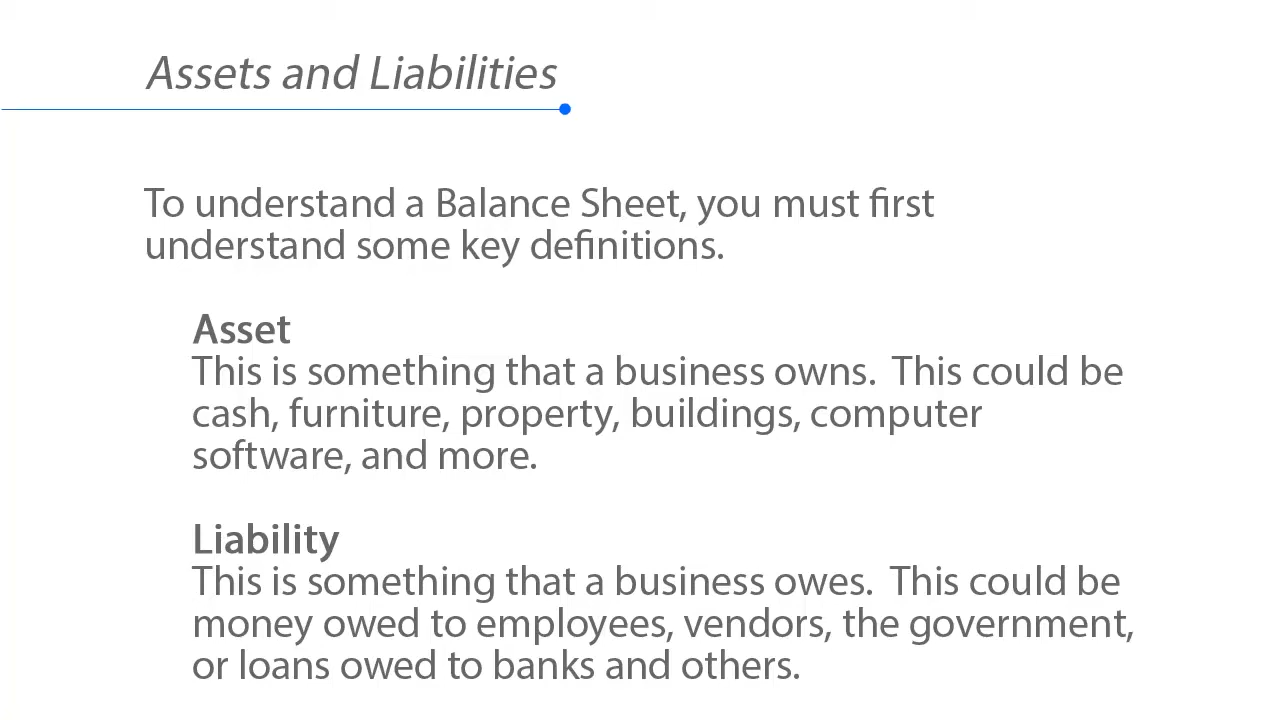 Assets and Liabilities
To understand a Balance Sheet, you must first
understand some key definitions.
Asset
This is something that a business owns.  This could be
cash, furniture, property, buildings, computer
software, and more.
Liability
This is something that a business owes.  This could be
money owed to employees, vendors, the government,
or loans owed to banks and others.